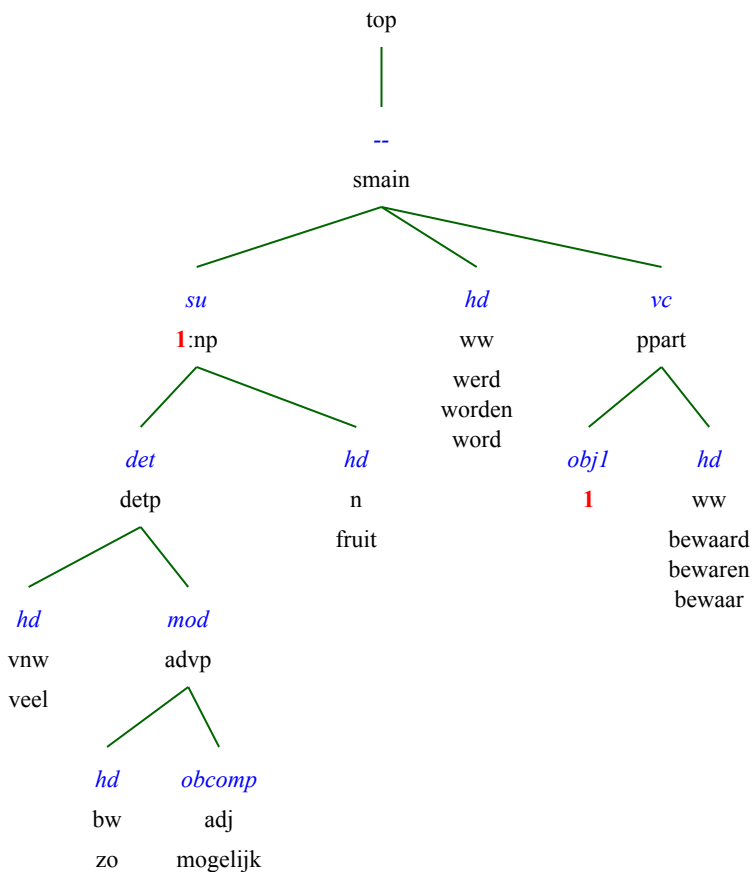 top
--
smain
su hd vc
1:np ww ppart
werd
worden
word
det hd obj1 hd
detp n 1 ww
fruit bewaard
bewaren
bewaar
hd mod
vnw advp
veel
hd obcomp
bw adj
zo mogelijk